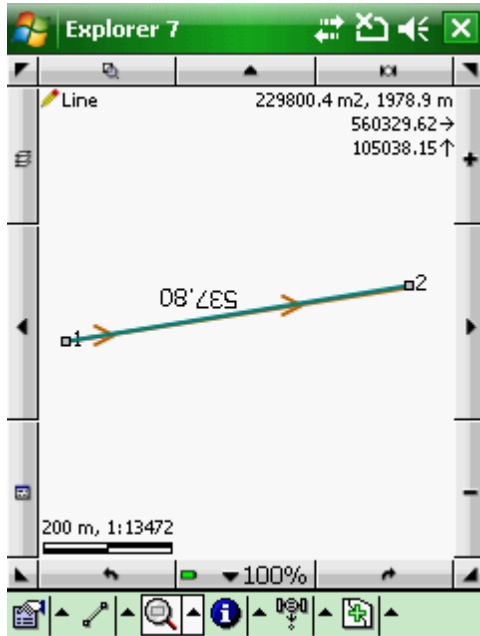 Explorer 7
Line
229800.4 m2, 1978.9 m
560329.62→
105038.15↑
2
537.80
1
200 m, 1:13472
100%